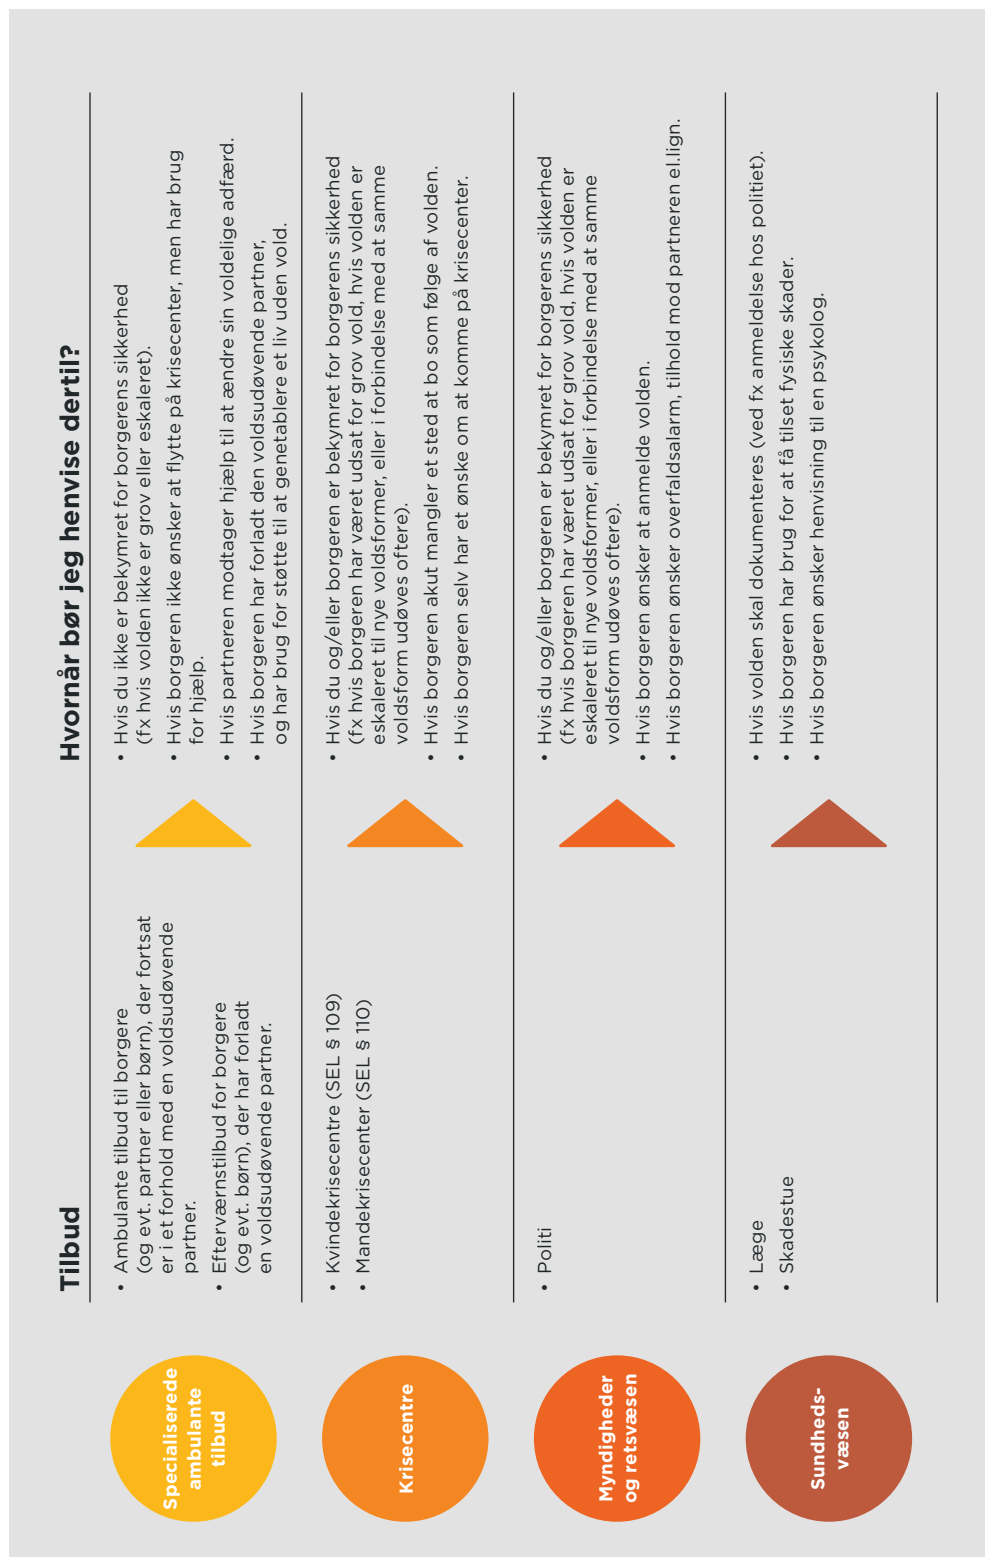 Tilbud
Hvornår bør jeg henvise dertil?
Specialiserede
ambulante
tilbud
• Ambulante tilbud til borgere
(og evt. partner eller børn), der fortsat
er i et forhold med en voldsudøvende
partner.
• Efterværnstilbud for borgere
(og evt. børn), der har forladt
en voldsudøvende partner.
• Hvis du ikke er bekymret for borgerens sikkerhed
(fx hvis volden ikke er grov eller eskaleret).
• Hvis borgeren ikke ønsker at flytte på krisecenter, men har brug
for hjælp.
• Hvis partneren modtager hjælp til at ændre sin voldelige adfærd.
• Hvis borgeren har forladt den voldsudøvende partner,
og har brug for støtte til at genetablere et liv uden vold.
Krisecentre
• Kvindekrisecentre (SEL § 109)
• Mandekrisecenter (SEL § 110)
• Hvis du og/eller borgeren er bekymret for borgerens sikkerhed
(fx hvis borgeren har været udsat for grov vold, hvis volden er
eskaleret til nye voldsformer, eller i forbindelse med at samme
voldsform udøves oftere).
• Hvis borgeren akut mangler et sted at bo som følge af volden.
• Hvis borgeren selv har et ønske om at komme på krisecenter.
Myndigheder
og retsvæsen
• Politi
• Hvis du og/eller borgeren er bekymret for borgerens sikkerhed
(fx hvis borgeren har været udsat for grov vold, hvis volden er
eskaleret til nye voldsformer, eller i forbindelse med at samme
voldsform udøves oftere).
• Hvis borgeren ønsker at anmelde volden.
• Hvis borgeren ønsker overfaldsalarm, tilhold mod partneren el.lign.
Sundheds-
væsen
• Læge
• Skadestue
• Hvis volden skal dokumenteres (ved fx anmeldelse hos politiet).
• Hvis borgeren har brug for at få tilset fysiske skader.
• Hvis borgeren ønsker henvisning til en psykolog.